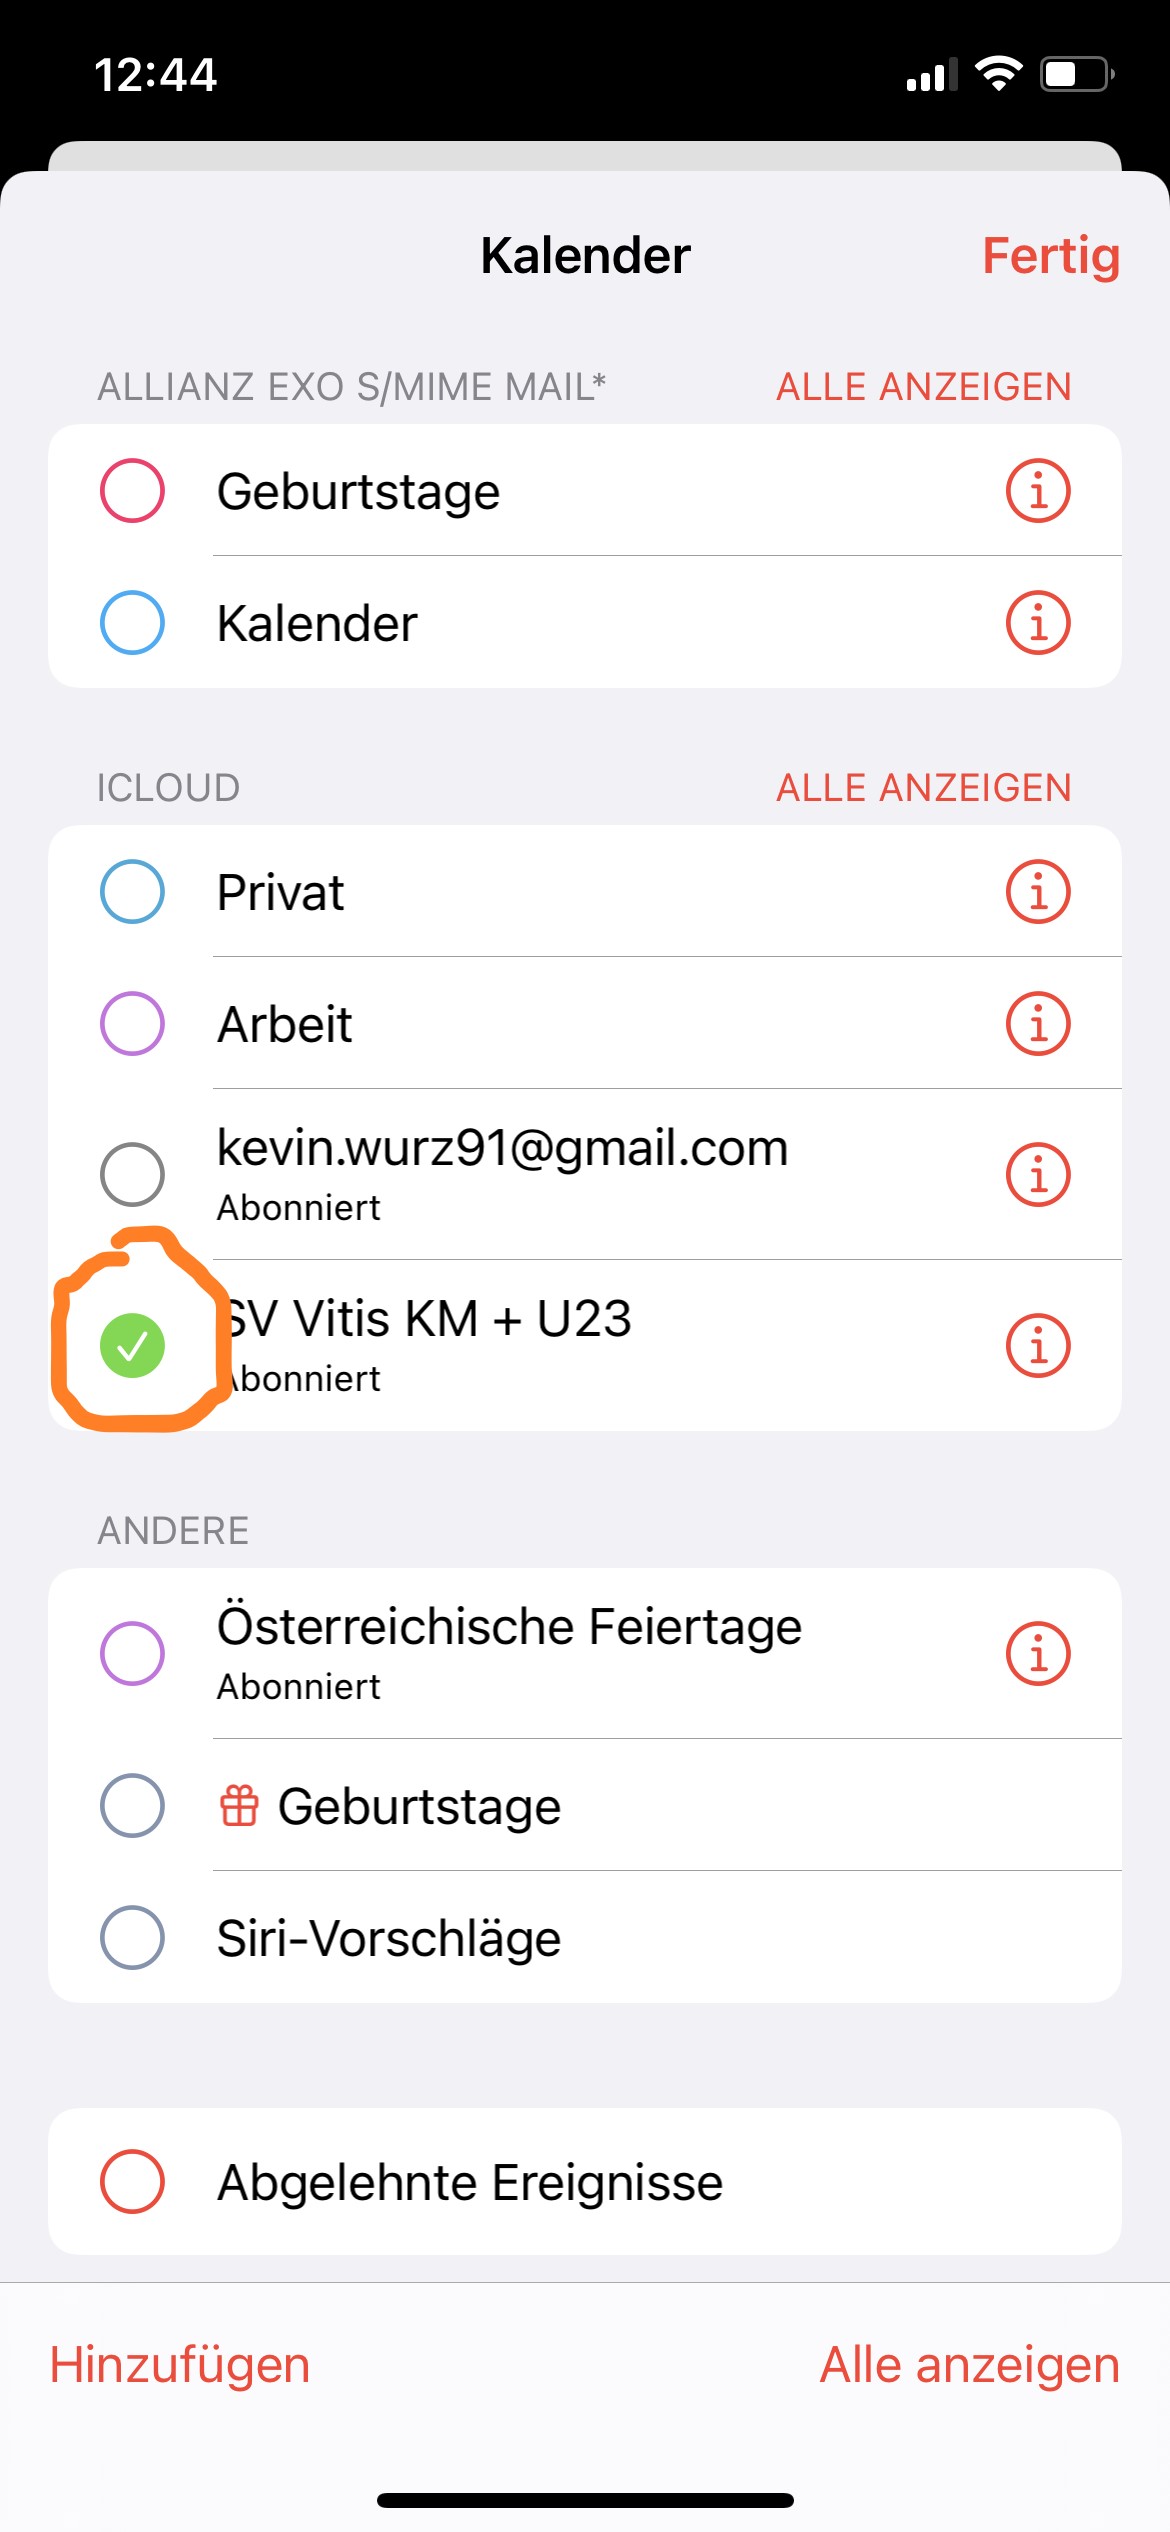 12:44
Kalender
Fertig
ALLIANZ EXO S/MIME MAIL*
ALLE ANZEIGEN
Geburtstage
Kalender
ICLOUD
ALLE ANZEIGEN
Privat
Arbeit
kevin.wurz91@gmail.com
Abonniert
SV Vitis KM + U23
Abonniert
ANDERE
Österreichische Feiertage
Abonniert
Geburtstage
Siri-Vorschläge
Abgelehnte Ereignisse
Hinzufügen
Alle anzeigen